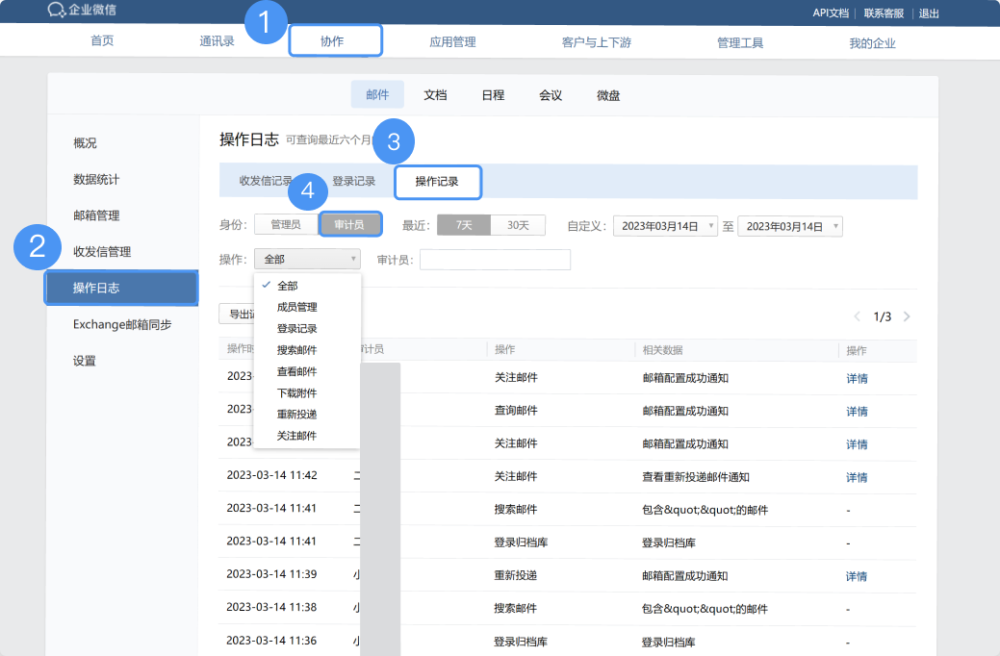 企业微信 API文档 联系客服 退出
1
首页 通讯录 协作 应用管理 客户与上下游 管理工具 我的企业
邮件 文档 日程 会议 微盘
概况
数据统计
邮箱管理
收发信管理
2
操作日志
Exchange邮箱同步
设置
操作日志 可查询最近六个月
3
收发信记录 登录记录 操作记录
4
身份: 管理员 审计员 最近: 7天 30天 自定义: 2023年03月14日 至 2023年03月14日
操作: 全部 审计员:
全部
成员管理
登录记录
搜索邮件
查看邮件
下载附件
重新投递
关注邮件
导出 1/3
操作 计员 操作 相关数据 操作
2023- 关注邮件 邮箱配置成功通知 详情
2023- 查询邮件 邮箱配置成功通知 详情
2023- 关注邮件 邮箱配置成功通知 详情
2023-03-14 11:42 关注邮件 查看重新投递邮件通知 详情
2023-03-14 11:41 搜索邮件 包含&quot;&quot;的邮件 -
2023-03-14 11:41 登录归档库 登录归档库 -
2023-03-14 11:39 小 重新投递 邮箱配置成功通知 详情
2023-03-14 11:38 小 搜索邮件 包含&quot;&quot;的邮件 -
2023-03-14 11:36 小 登录归档库 登录归档库 -